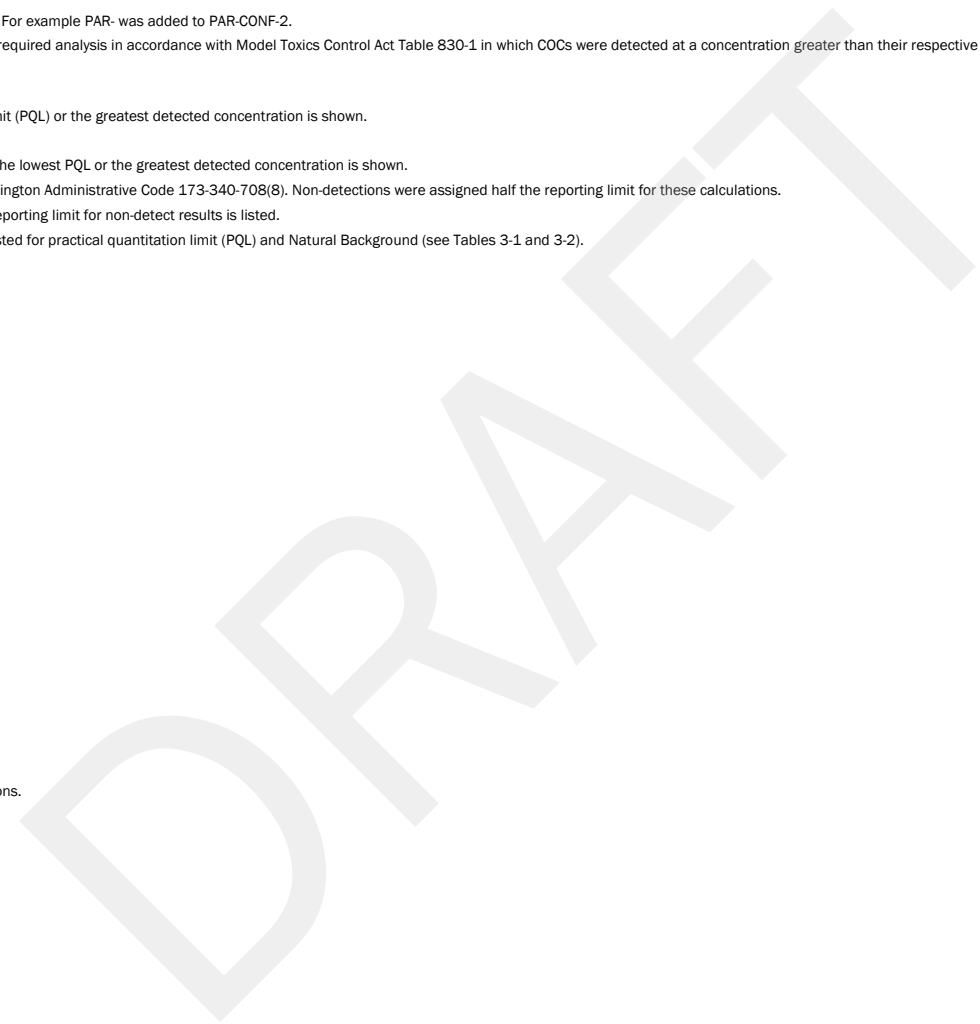 For example PAR- was added to PAR-CONF-2.
required analysis in accordance with Model Toxics Control Act Table 830-1 in which COCs were detected at a concentration greater than their respective
nit (PQL) or the greatest detected concentration is shown.
he lowest PQL or the greatest detected concentration is shown.
ington Administrative Code 173-340-708(8). Non-detections were assigned half the reporting limit for these calculations.
eporting limit for non-detect results is listed.
sted for practical quantitation limit (PQL) and Natural Background (see Tables 3-1 and 3-2).
ons.
DRAFT